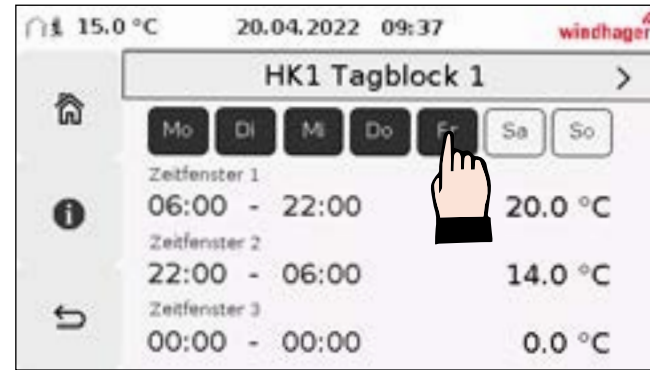 15.0 °C 20.04.2022 09:37 windhager
HK1 Tagblock 1 >
Mo Di Mi Do Fr Sa So
Zeitfenster 1
06:00 - 22:00 20.0 °C
Zeitfenster 2
22:00 - 06:00 14.0 °C
Zeitfenster 3
00:00 - 00:00 0.0 °C